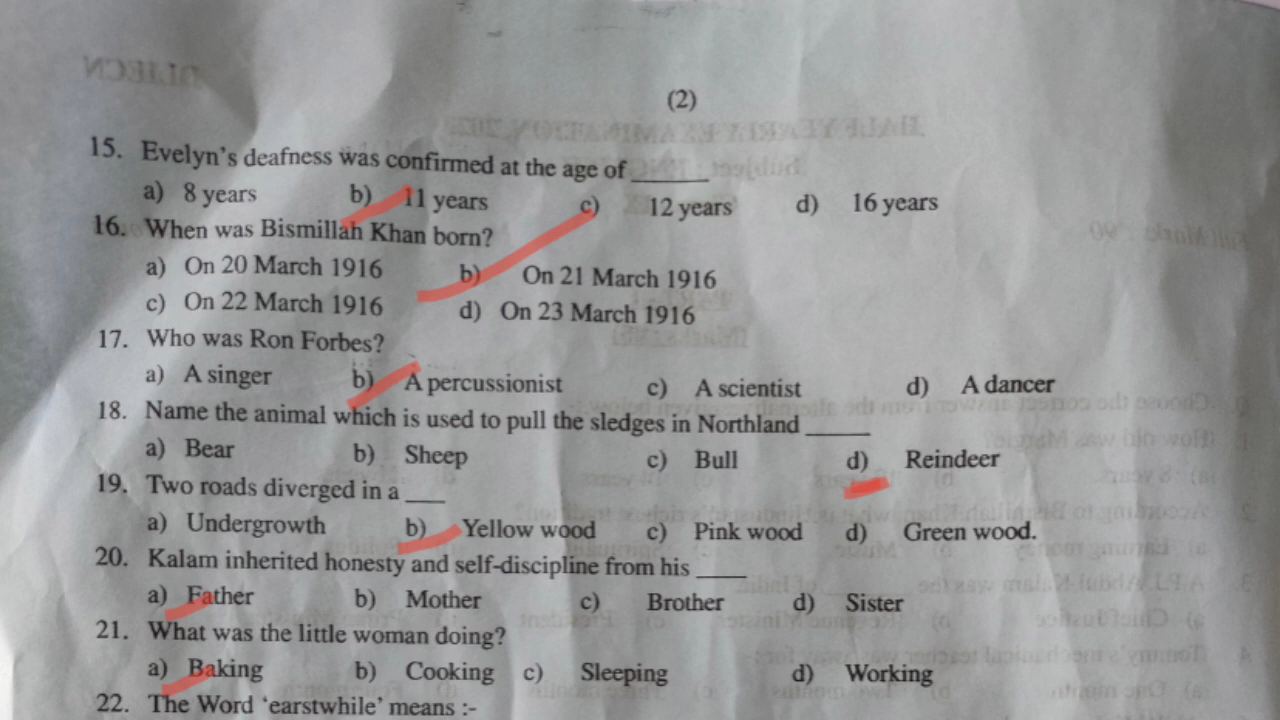 (2)
15. Evelyn's deafness was confirmed at the age of ______
a) 8 years b) 11 years c) 12 years d) 16 years
16. When was Bismillah Khan born?
a) On 20 March 1916 b) On 21 March 1916
c) On 22 March 1916 d) On 23 March 1916
17. Who was Ron Forbes?
a) A singer b) A percussionist c) A scientist d) A dancer
18. Name the animal which is used to pull the sledges in Northland _____
a) Bear b) Sheep c) Bull d) Reindeer
19. Two roads diverged in a ___
a) Undergrowth b) Yellow wood c) Pink wood d) Green wood.
20. Kalam inherited honesty and self-discipline from his ____
a) Father b) Mother c) Brother d) Sister
21. What was the little woman doing?
a) Baking b) Cooking c) Sleeping d) Working
22. The Word 'earstwhile' means :-